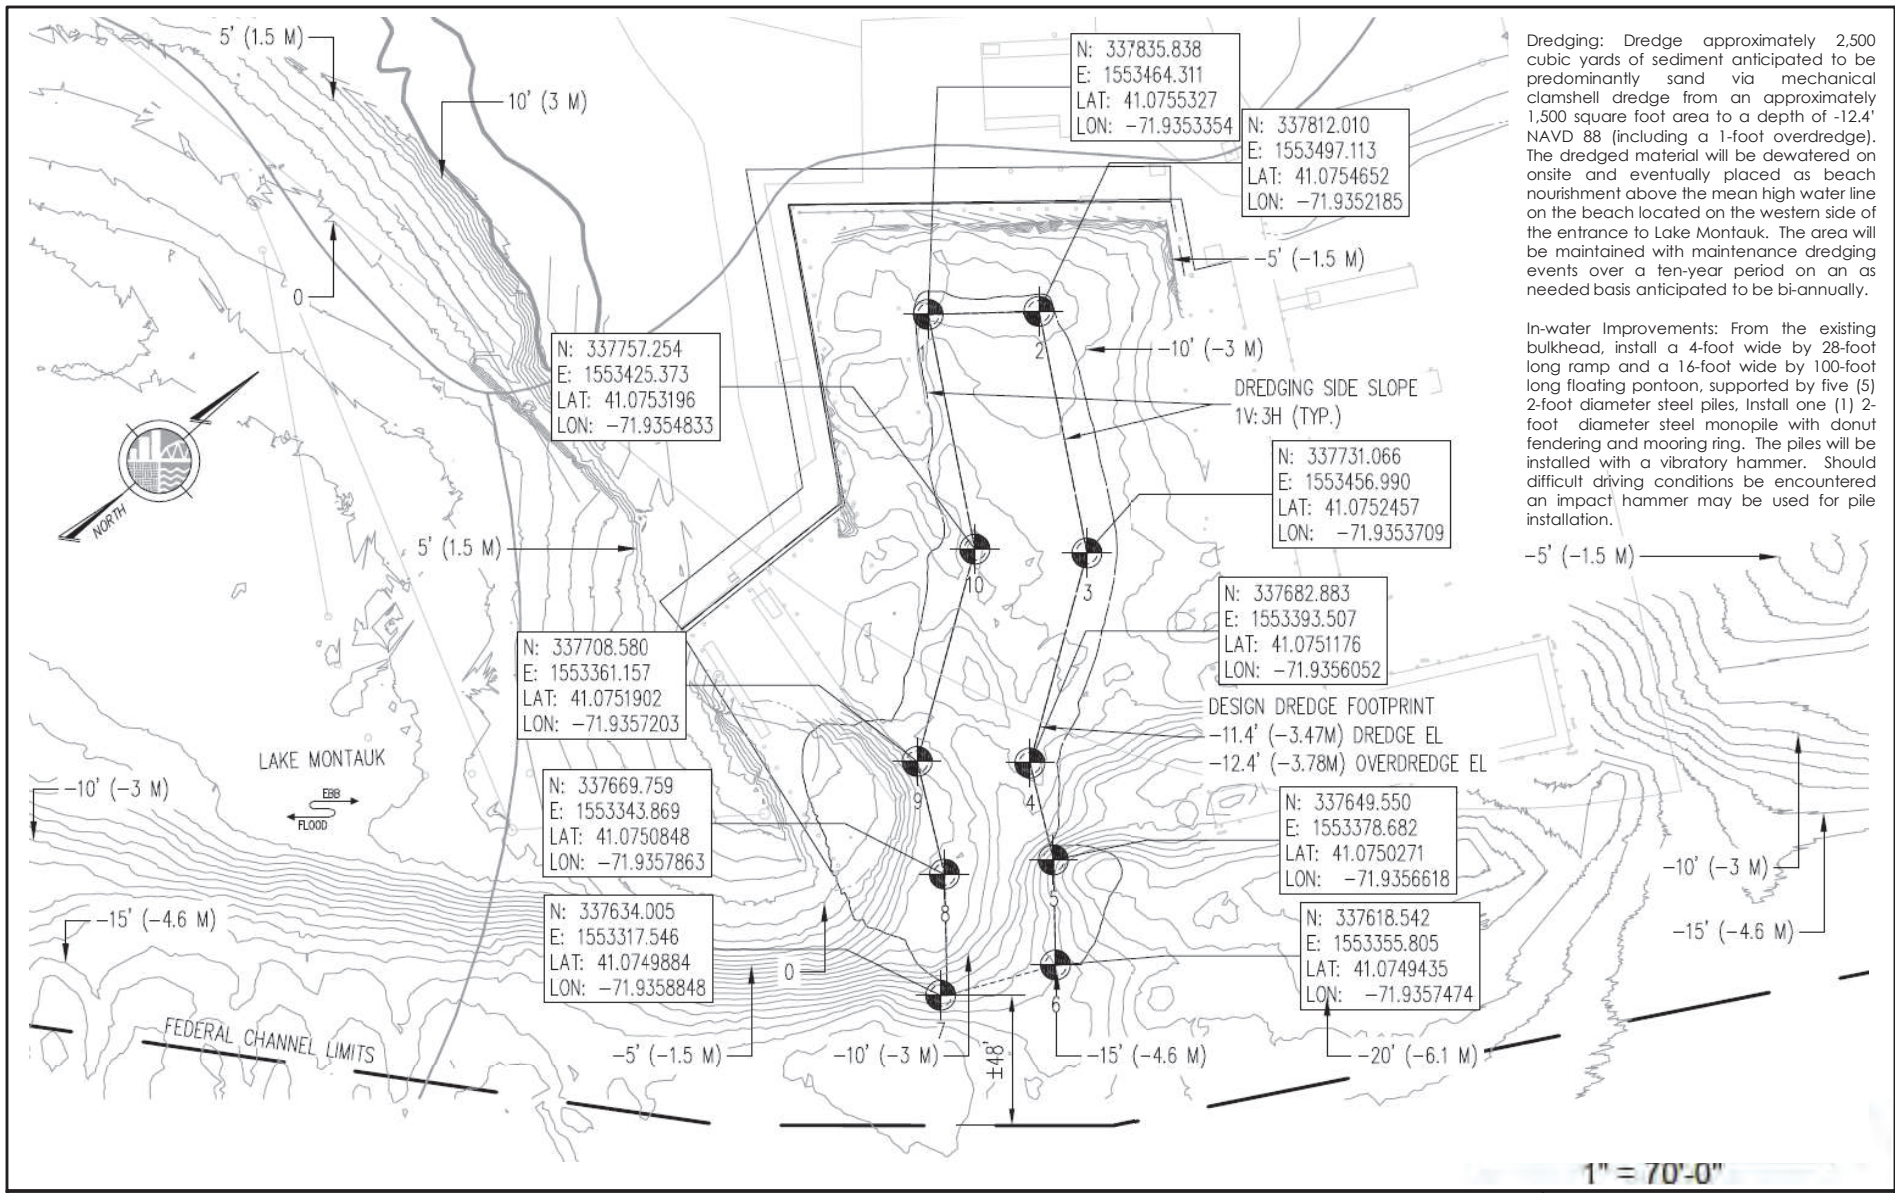 5' (1.5 M)
10' (3 M)
0
N: 337835.838
E: 1553464.311
LAT: 41.0755327
LON: -71.9353354
N: 337812.010
E: 1553497.113
LAT: 41.0754652
LON: -71.9352185
-5' (-1.5 M)
Dredging: Dredge approximately 2,500
cubic yards of sediment anticipated to be
predominantly sand via mechanical
clamshell dredge from an approximately
1,500 square foot area to a depth of -12.4'
NAVD 88 (including a 1-foot overdredge).
The dredged material will be dewatered on
onsite and eventually placed as beach
nourishment above the mean high water line
on the beach located on the western side of
the entrance to Lake Montauk. The area will
be maintained with maintenance dredging
events over a ten-year period on an as
needed basis anticipated to be bi-annually.
In-water Improvements: From the existing
bulkhead, install a 4-foot wide by 28-foot
long ramp and a 16-foot wide by 100-foot
long floating pontoon, supported by five (5)
2-foot diameter steel piles, Install one (1) 2-
foot diameter steel monopile with donut
fendering and mooring ring. The piles will be
installed with a vibratory hammer. Should
difficult driving conditions be encountered
an impact hammer may be used for pile
installation.
N: 337757.254
E: 1553425.373
LAT: 41.0753196
LON: -71.9354833
1
2
-10' (-3 M)
DREDGING SIDE SLOPE
1V:3H (TYP.)
N: 337731.066
E: 1553456.990
LAT: 41.0752457
LON: -71.9353709
NORTH
5' (1.5 M)
-5' (-1.5 M)
10
3
N: 337682.883
E: 1553393.507
LAT: 41.0751176
LON: -71.9356052
N: 337708.580
E: 1553361.157
LAT: 41.0751902
LON: -71.9357203
DESIGN DREDGE FOOTPRINT
-11.4' (-3.47M) DREDGE EL
-12.4' (-3.78M) OVERDREDGE EL
LAKE MONTAUK
EBB
FLOOD
-10' (-3 M)
9
4
N: 337669.759
E: 1553343.869
LAT: 41.0750848
LON: -71.9357863
N: 337649.550
E: 1553378.682
LAT: 41.0750271
LON: -71.9356618
-10' (-3 M)
-15' (-4.6 M)
8
5
N: 337634.005
E: 1553317.546
LAT: 41.0749884
LON: -71.9358848
N: 337618.542
E: 1553355.805
LAT: 41.0749435
LON: -71.9357474
-15' (-4.6 M)
0
7
6
FEDERAL CHANNEL LIMITS
-5' (-1.5 M)
-10' (-3 M)
±48'
-15' (-4.6 M)
-20' (-6.1 M)
1" = 70'-0"